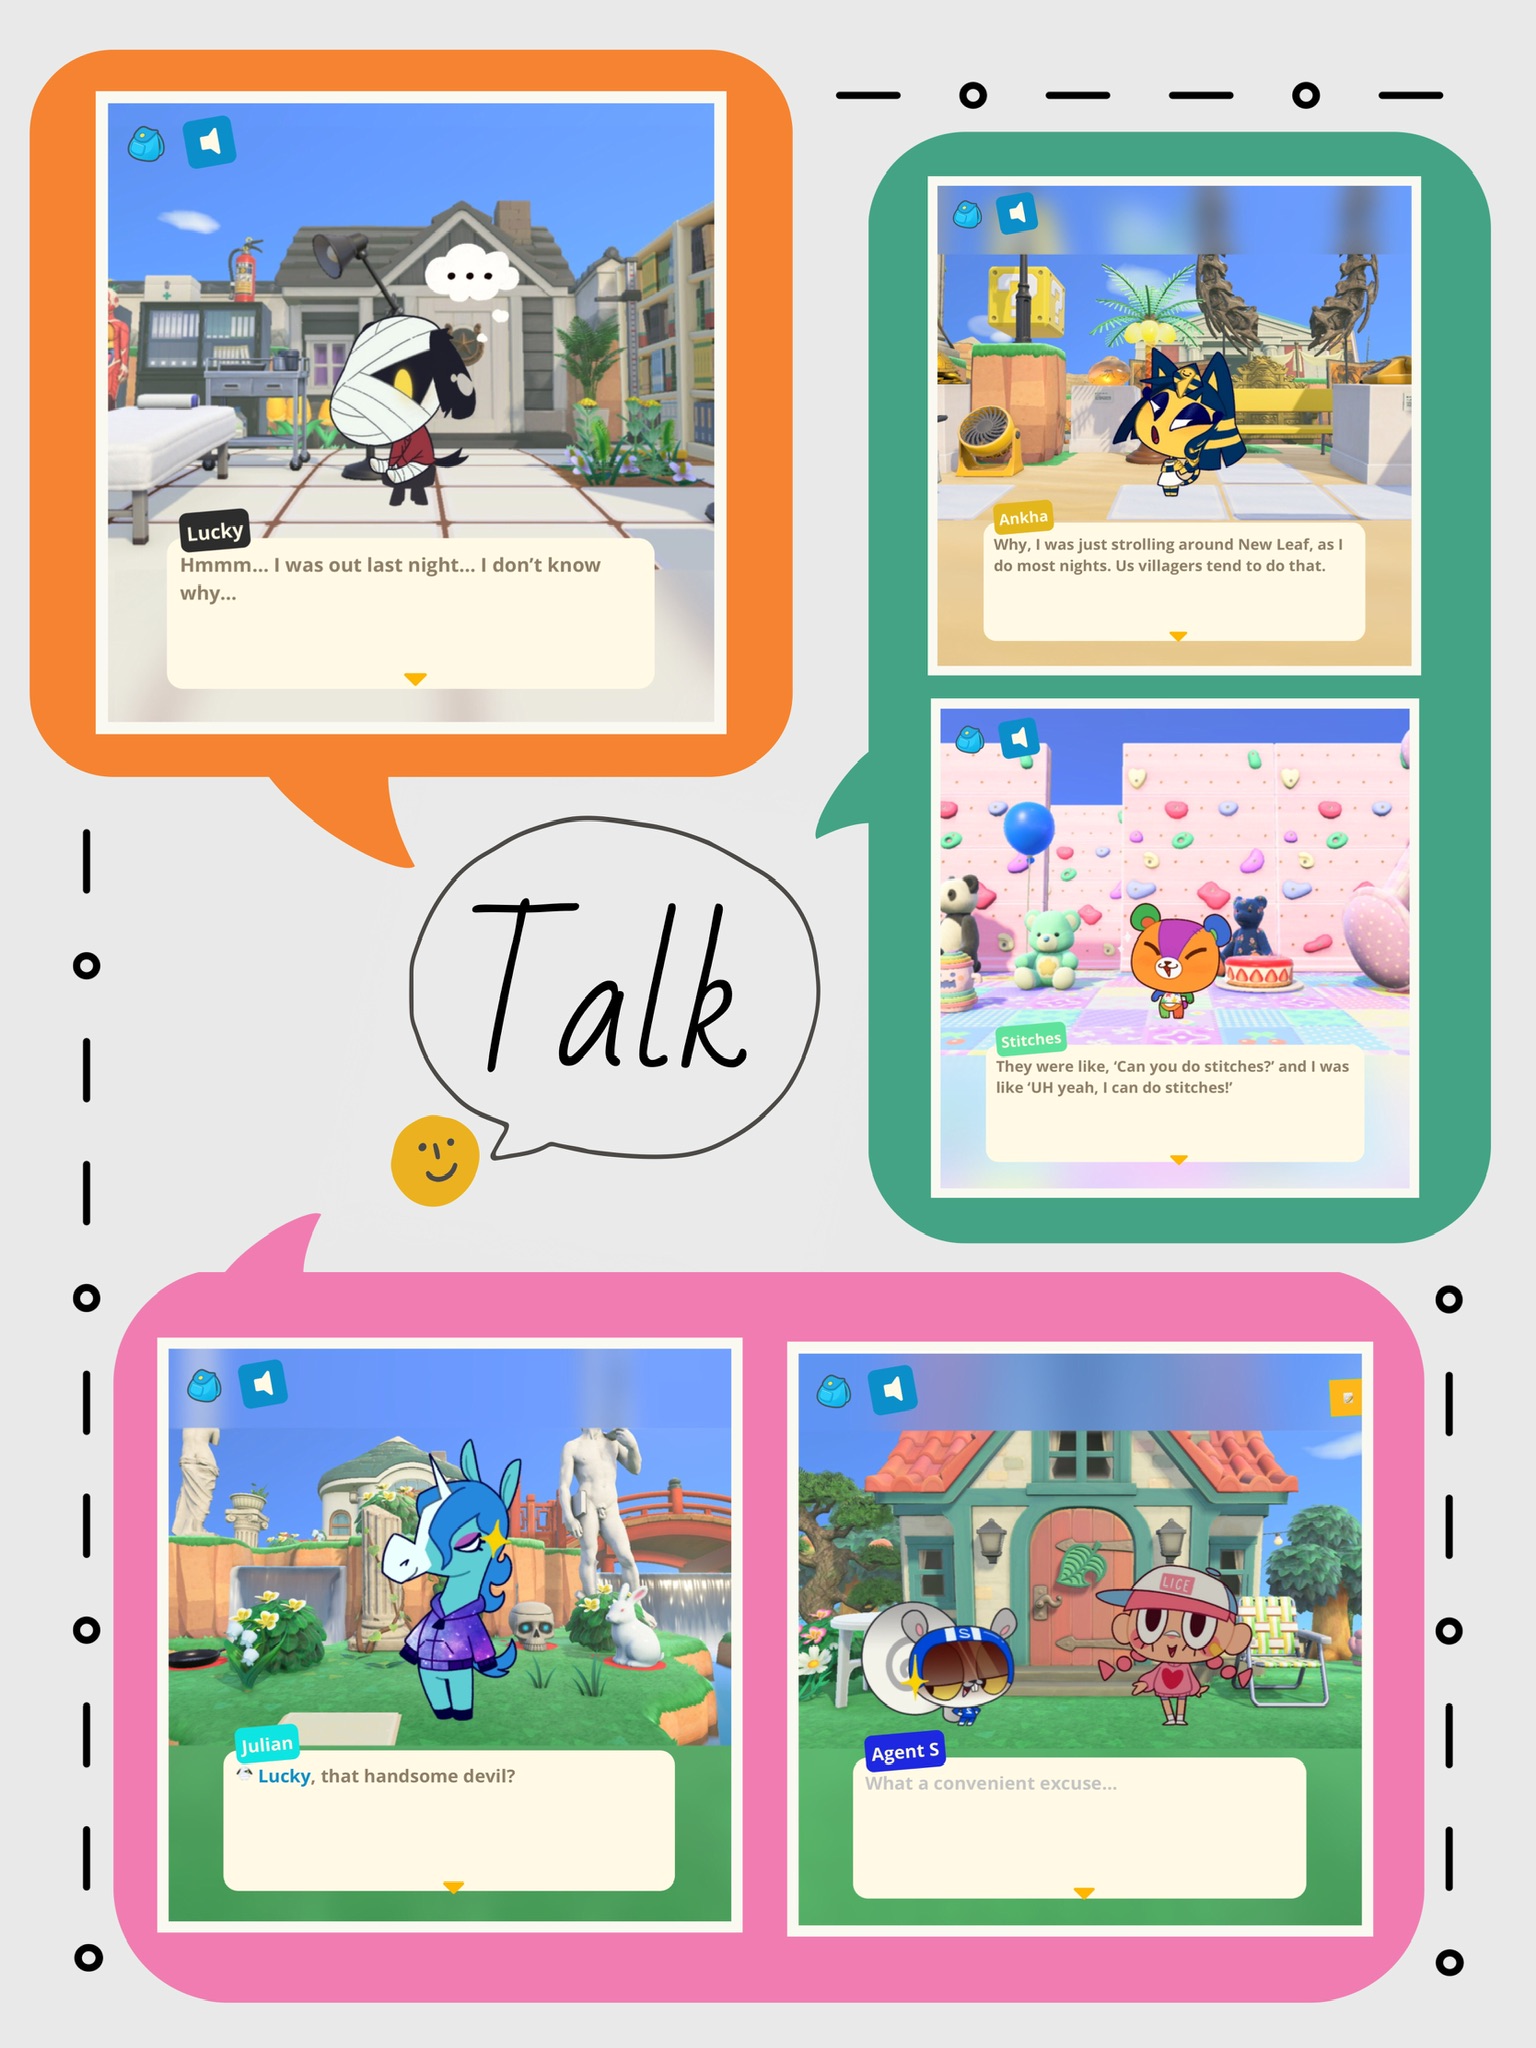 Lucky
Hmmm... I was out last night... I don’t know
why...
Ankha
Why, I was just strolling around New Leaf, as I
do most nights. Us villagers tend to do that.
Stitches
They were like, ‘Can you do stitches?’ and I was
like ‘UH yeah, I can do stitches!’
Talk
Julian
Lucky, that handsome devil?
LICE
S
Agent S
What a convenient excuse...